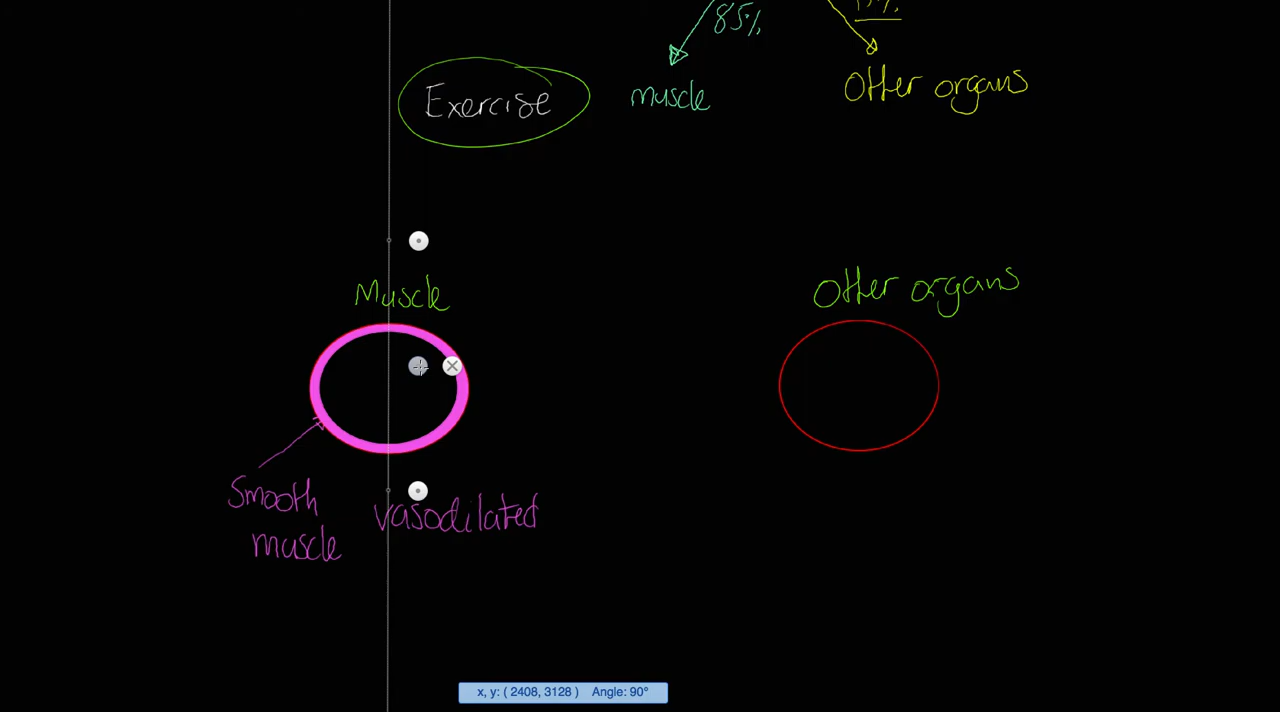 85%
Exercise
muscle
Other organs
Muscle
Other organs
Smooth
muscle
vasodilated
x, y: ( 2408, 3128 ) Angle: 90°